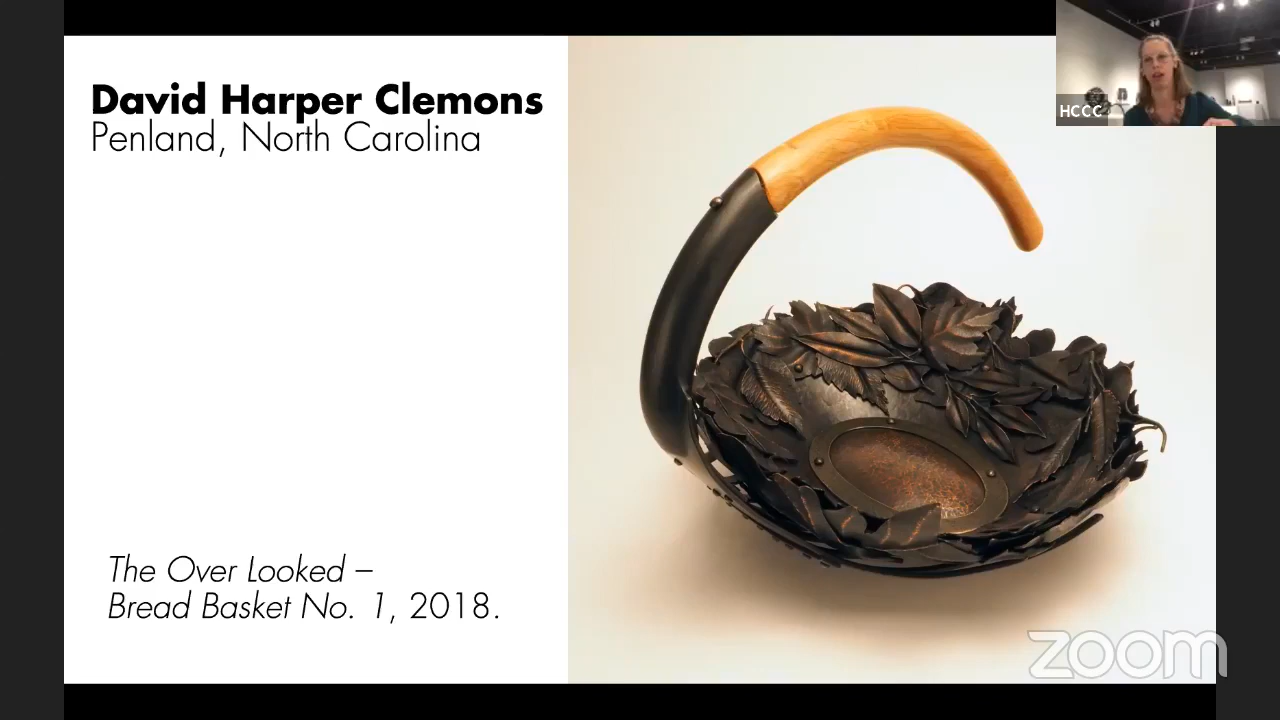 David Harper Clemons
Penland, North Carolina
HCCC
The Over Looked –
Bread Basket No. 1, 2018.
zoom